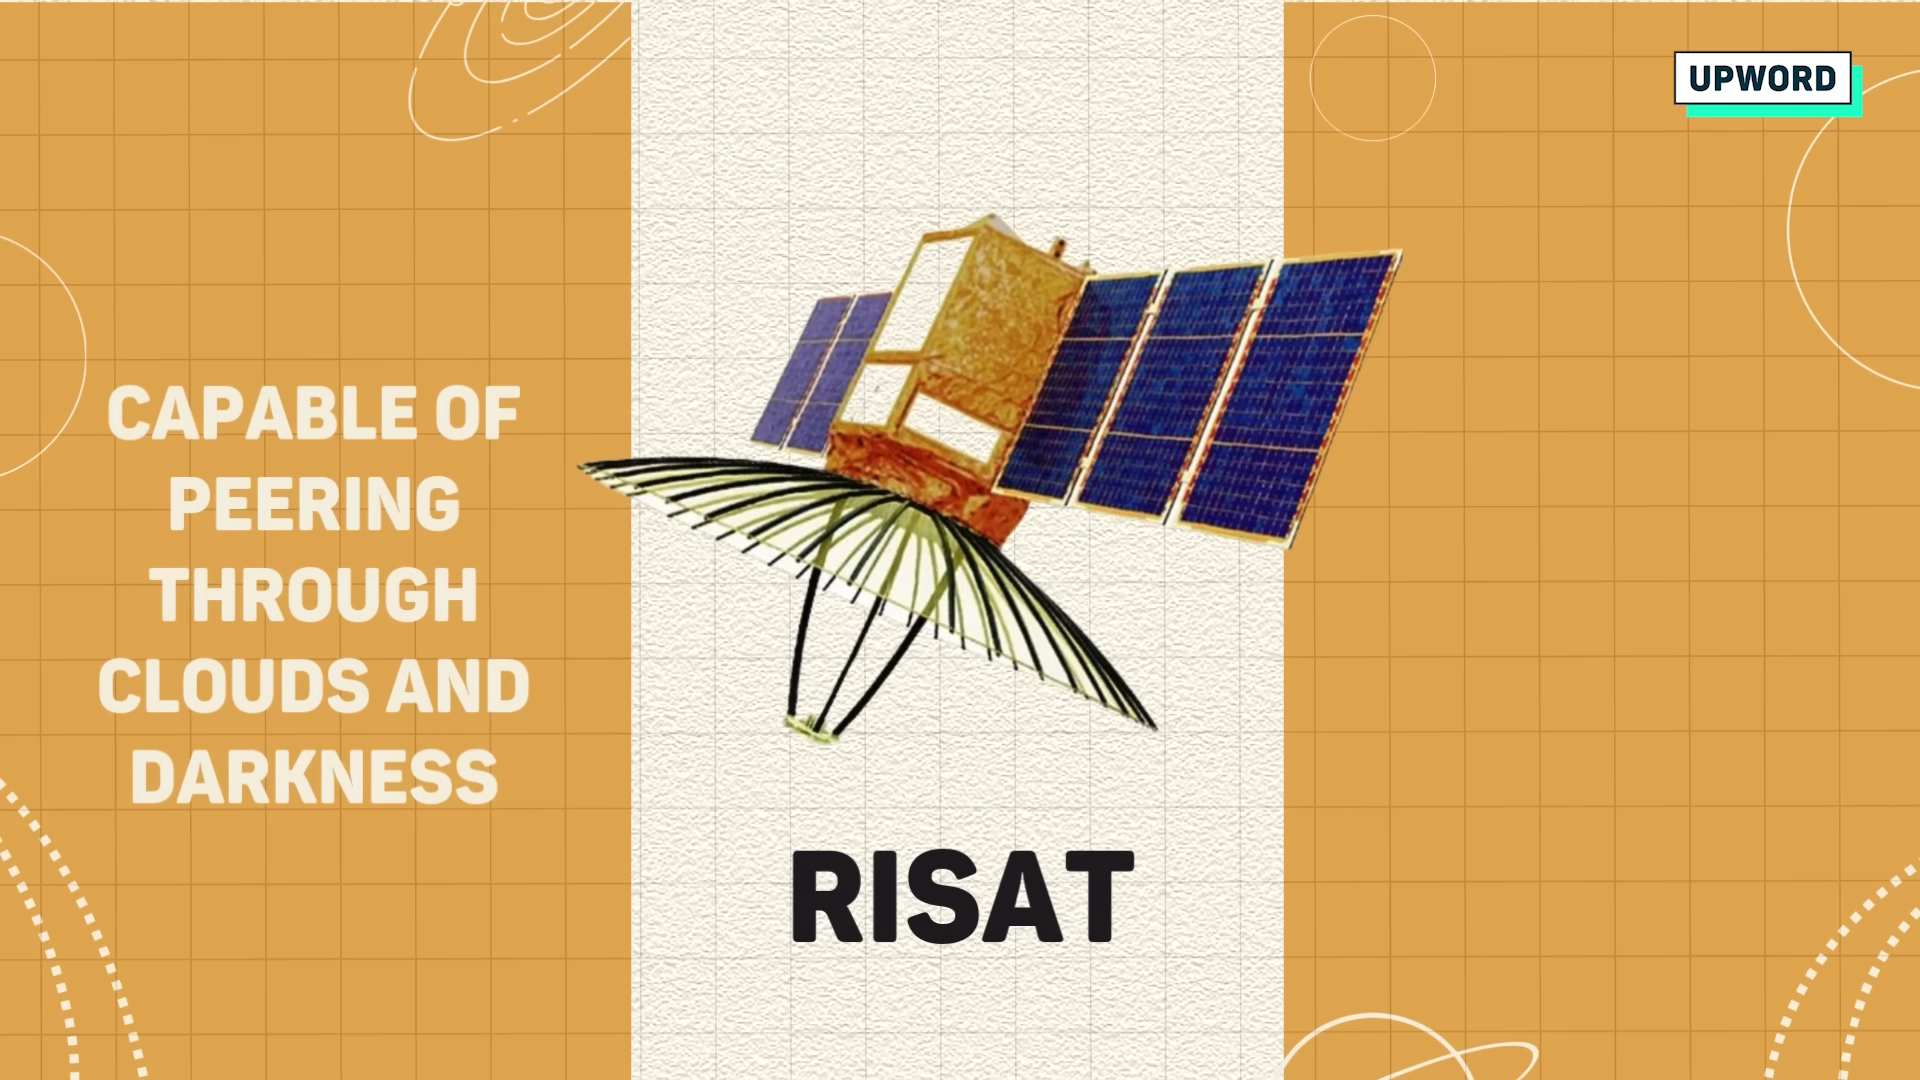 UPWORD
CAPABLE OF
PEERING
THROUGH
CLOUDS AND
DARKNESS
RISAT